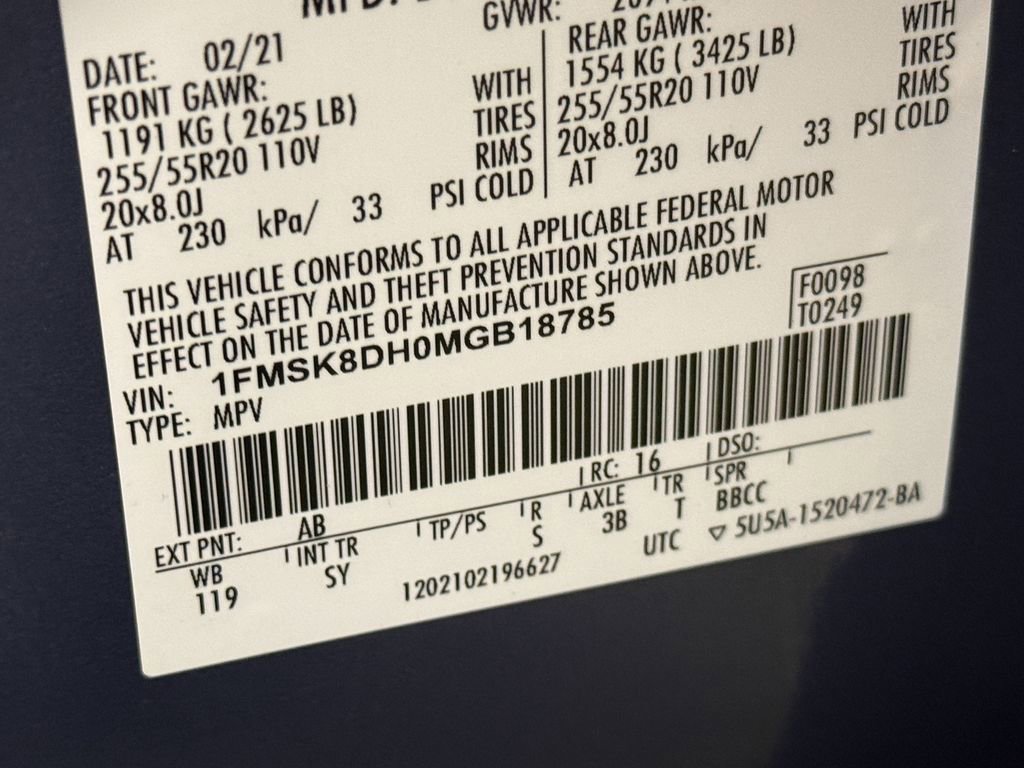 GVWR:
DATE: 02/21
FRONT GAWR:
1191 KG ( 2625 LB)
WITH
255/55R20 110V
TIRES
20x8.0J
RIMS
AT 230 kPa/ 33 PSI COLD
REAR GAWR:
1554 KG ( 3425 LB)
WITH
255/55R20 110V
TIRES
20x8.0J
RIMS
AT 230 kPa/ 33 PSI COLD
THIS VEHICLE CONFORMS TO ALL APPLICABLE FEDERAL MOTOR
VEHICLE SAFETY AND THEFT PREVENTION STANDARDS IN
EFFECT ON THE DATE OF MANUFACTURE SHOWN ABOVE.
F0098
T0249
VIN: 1FMSK8DH0MGB18785
TYPE: MPV
EXT PNT: AB RC: 16 DSO:
WB INT TR TP/PS R AXLE TR SPR
119 SY S 3B T BBCC
1202102196627 UTC ▽ 5U5A-1520472-BA